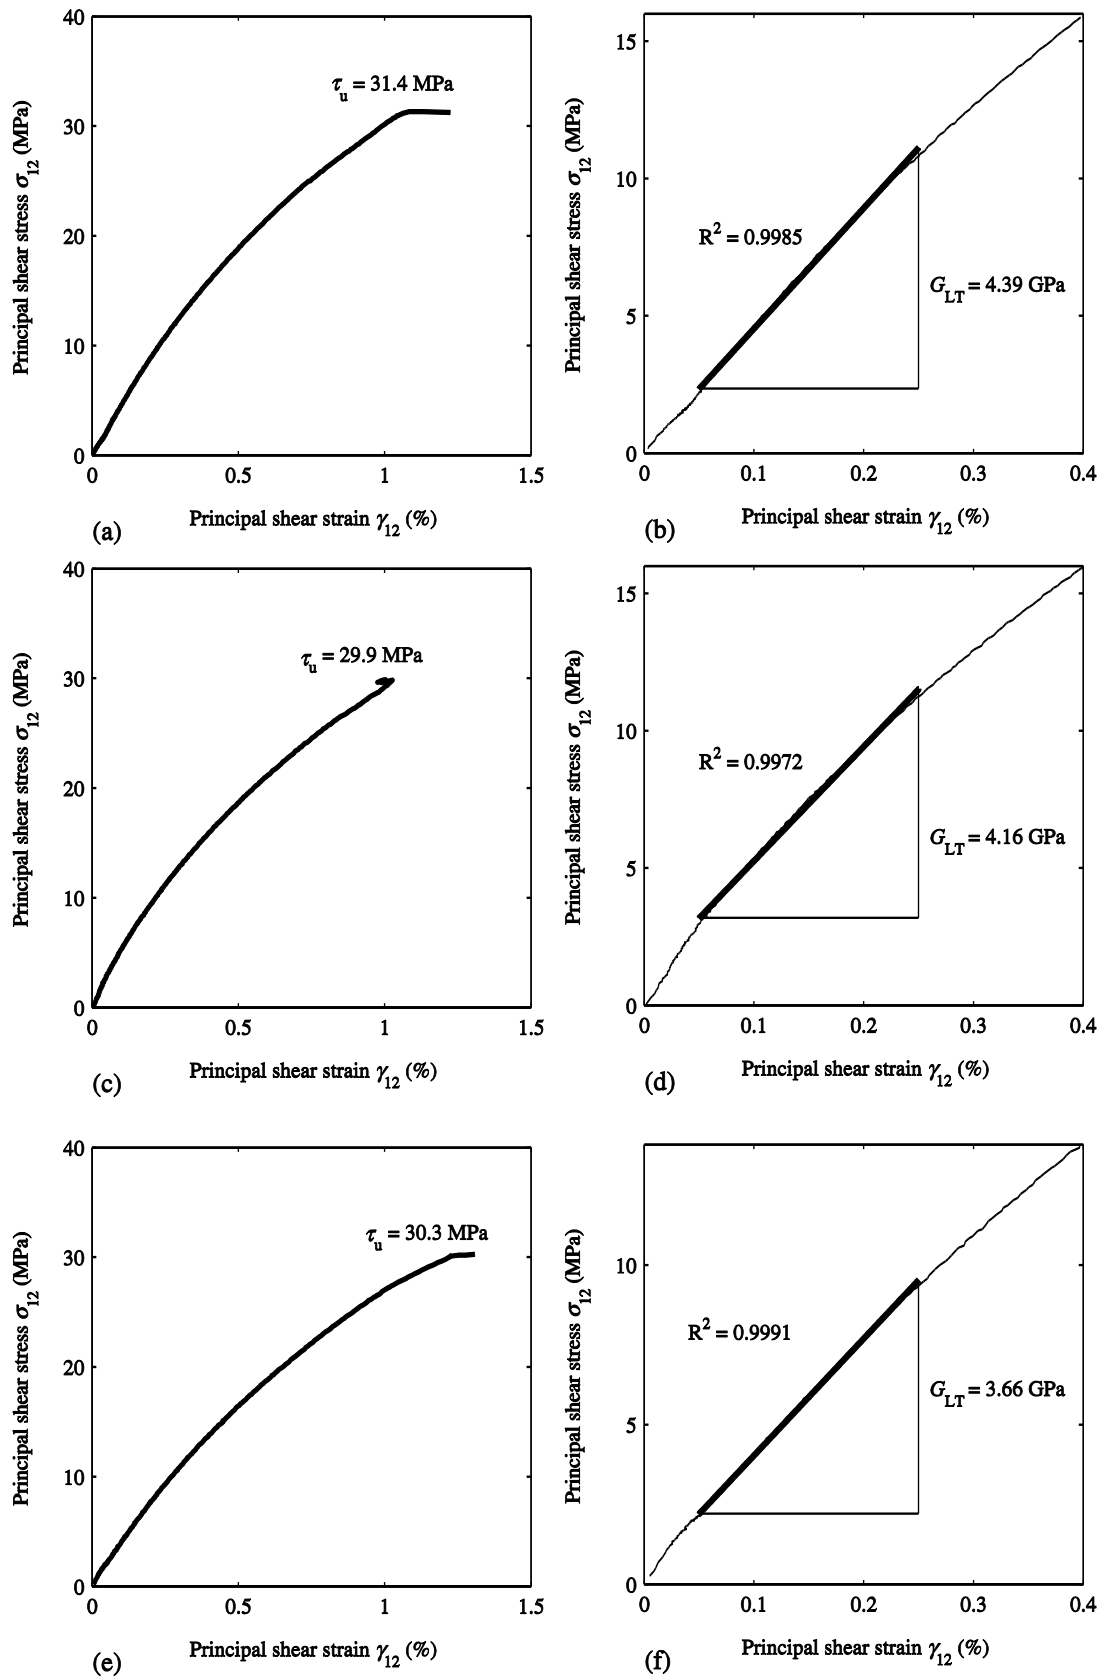 40
30
20
10
0
0
0.5
1
1.5
Principal shear stress σ12 (MPa)
Principal shear strain γ12 (%)
τu = 31.4 MPa
(a)
15
10
5
0
0
0.1
0.2
0.3
0.4
Principal shear stress σ12 (MPa)
Principal shear strain γ12 (%)
R² = 0.9985
GLT = 4.39 GPa
(b)
40
30
20
10
0
0
0.5
1
1.5
Principal shear stress σ12 (MPa)
Principal shear strain γ12 (%)
τu = 29.9 MPa
(c)
15
10
5
0
0
0.1
0.2
0.3
0.4
Principal shear stress σ12 (MPa)
Principal shear strain γ12 (%)
R² = 0.9972
GLT = 4.16 GPa
(d)
40
30
20
10
0
0
0.5
1
1.5
Principal shear stress σ12 (MPa)
Principal shear strain γ12 (%)
τu = 30.3 MPa
(e)
10
5
0
0
0.1
0.2
0.3
0.4
Principal shear stress σ12 (MPa)
Principal shear strain γ12 (%)
R² = 0.9991
GLT = 3.66 GPa
(f)